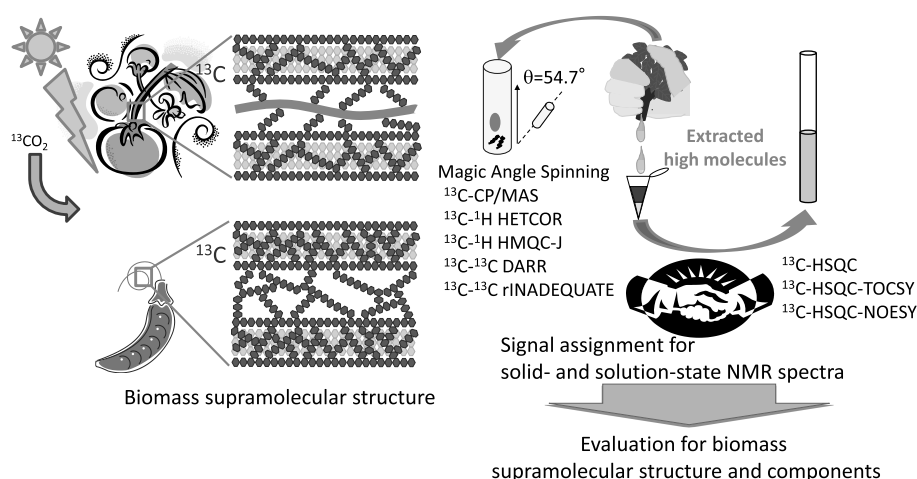 ¹³C
¹³CO₂
¹³C
Biomass supramolecular structure
θ=54.7°
Magic Angle Spinning
¹³C-CP/MAS
¹³C-¹H HETCOR
¹³C-¹H HMQC-J
¹³C-¹³C DARR
¹³C-¹³C rINADEQUATE
Extracted
high molecules
¹³C-HSQC
¹³C-HSQC-TOCSY
¹³C-HSQC-NOESY
Signal assignment for
solid- and solution-state NMR spectra
Evaluation for biomass
supramolecular structure and components